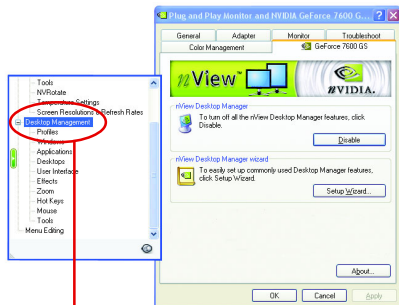 Plug and Play Monitor and NVIDIA GeForce 7600 G...
General Adapter Monitor Troubleshoot
Color Management GeForce 7600 GS
nView
NVIDIA.
nView Desktop Manager
To turn off all the nView Desktop Manager features, click
Disable.
Disable
nView Desktop Manager wizard
To easily set up commonly used Desktop Manager features,
click Setup Wizard.
Setup Wizard...
About...
OK Cancel Apply
Tools
NVRotate
Temperature Settings
Screen Resolutions & Refresh Rates
Desktop Management
Profiles
Windows
Applications
Desktops
User Interface
Effects
Zoom
Hot Keys
Mouse
Tools
Menu Editing